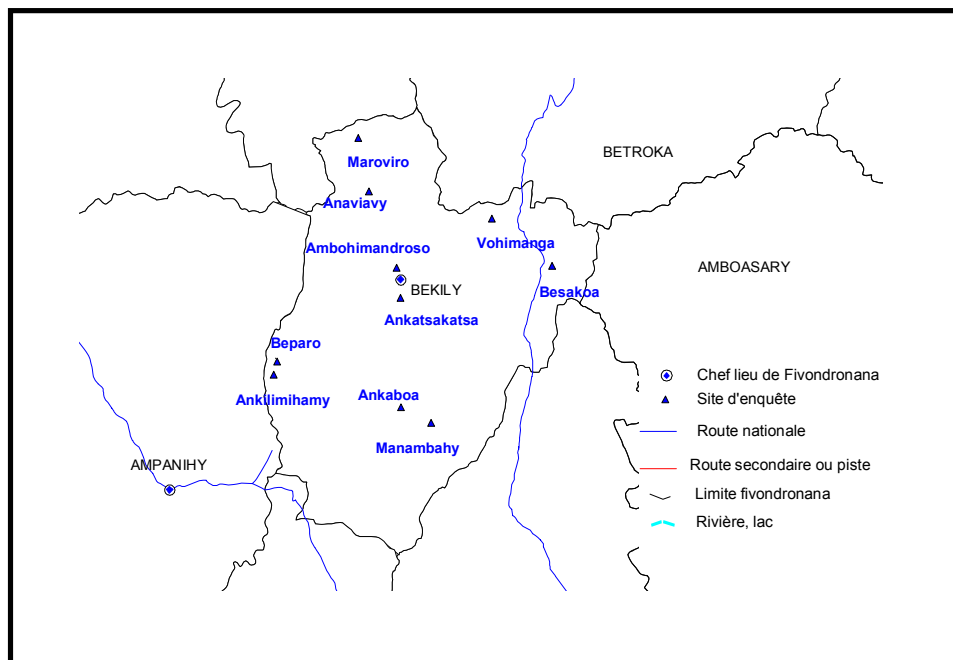 BETROKA
Maroviro
Anaviavy
Ambohimandroso
Vohimanga
AMBOASARY
BEKILY
Besakoa
Ankatsakatsa
Beparo
Ankilimihamy
Ankaboa
Manambahy
AMPANIHY
Chef lieu de Fivondronana
Site d'enquête
Route nationale
Route secondaire ou piste
Limite fivondronana
Rivière, lac